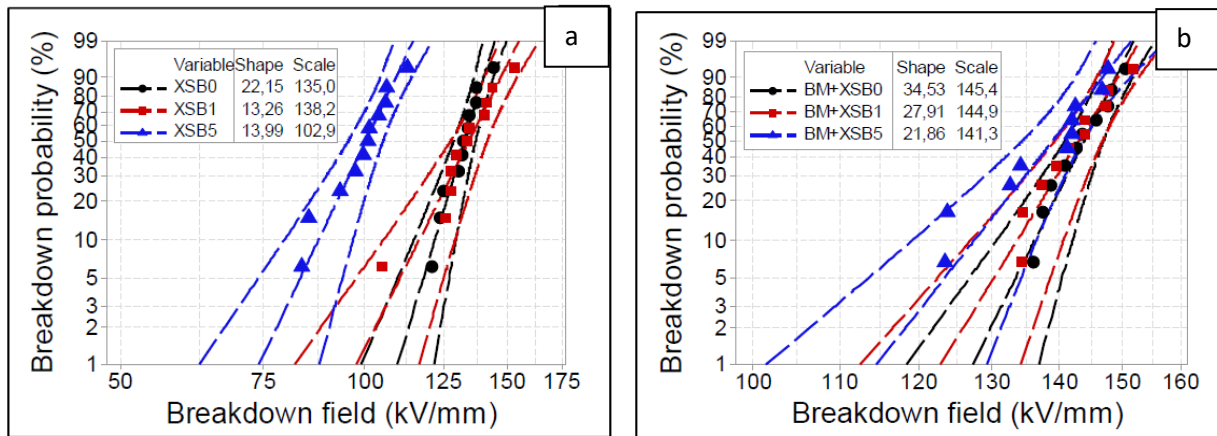 a
Breakdown probability (%)
99
90
80
70
60
50
40
30
20
10
5
3
2
1
Variable Shape Scale
XSB0 22,15 135,0
XSB1 13,26 138,2
XSB5 13,99 102,9
50 75 100 125 150 175
Breakdown field (kV/mm)
b
Breakdown probability (%)
99
90
80
70
60
50
40
30
20
10
5
3
2
1
Variable Shape Scale
BM+XSB0 34,53 145,4
BM+XSB1 27,91 144,9
BM+XSB5 21,86 141,3
100 110 120 130 140 150 160
Breakdown field (kV/mm)